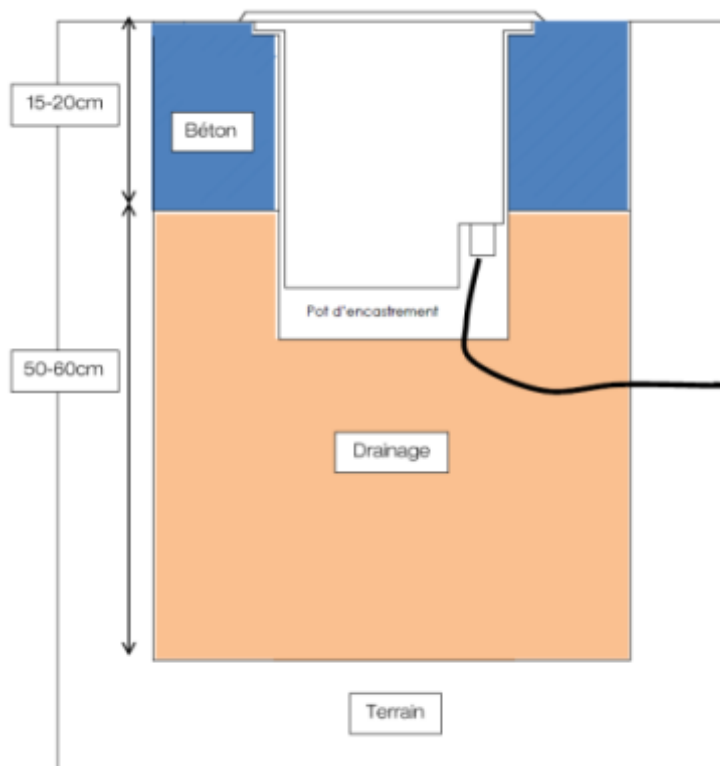 15-20cm
Béton
Pot d'encastrement
50-60cm
Drainage
Terrain